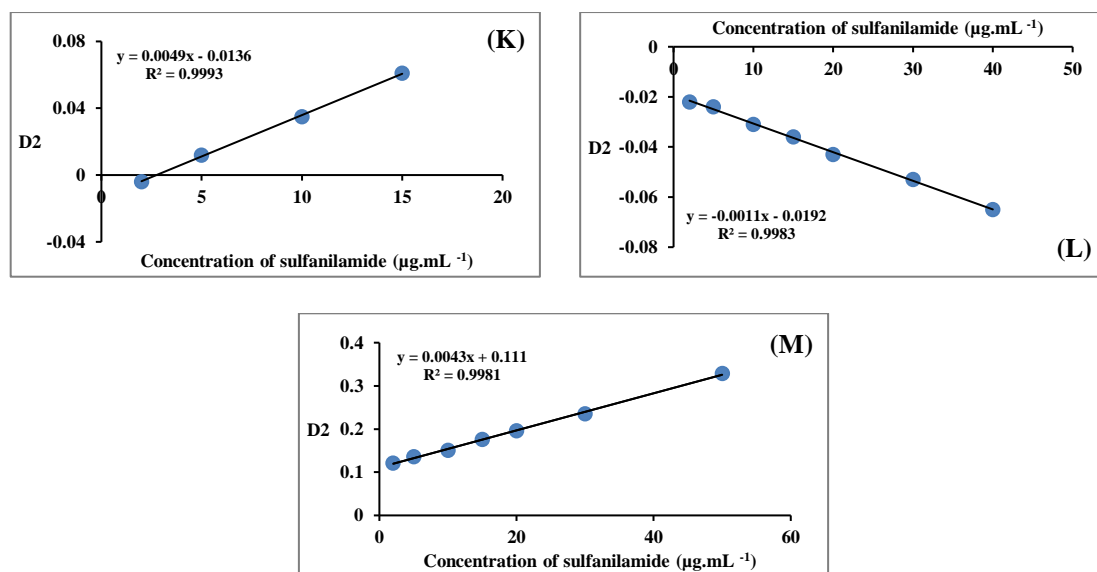 0.08
(K)
y = 0.0049x - 0.0136
R² = 0.9993
0.04
D2
0
0 5 10 15 20
-0.04
Concentration of sulfanilamide (µg.mL -1)
Concentration of sulfanilamide (µg.mL -1)
0
0 10 20 30 40 50
-0.02
D2
-0.04
-0.06
y = -0.0011x - 0.0192
R² = 0.9983
-0.08
(L)
0.4
(M)
y = 0.0043x + 0.111
R² = 0.9981
0.3
D2
0.2
0.1
0
0 20 40 60
Concentration of sulfanilamide (µg.mL -1)